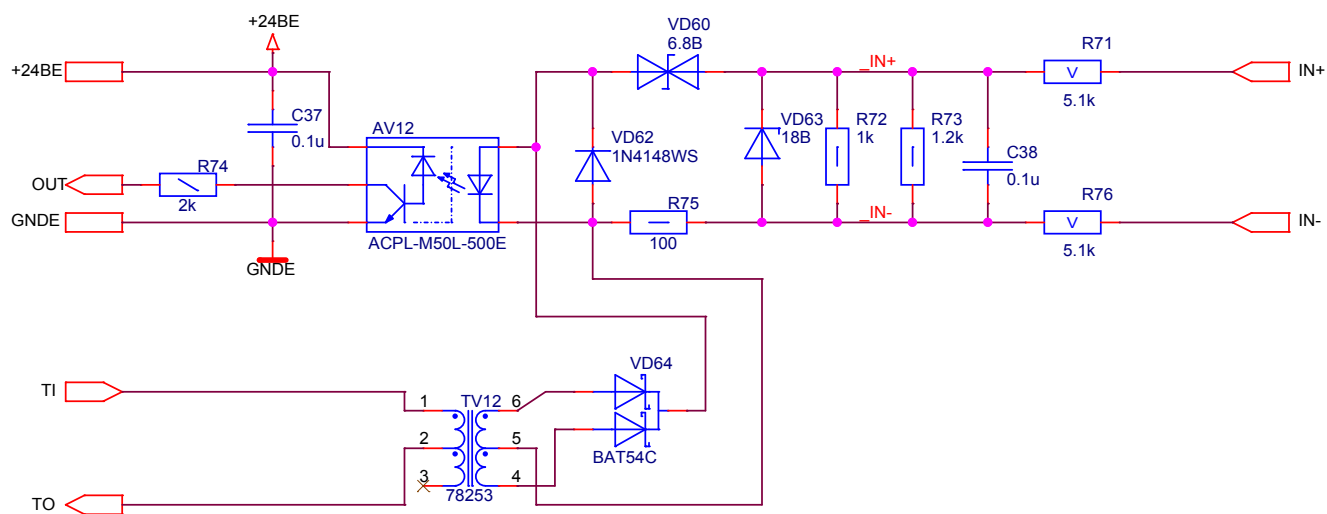 +24BE
VD60
6.8B
R71
+24BE
_IN+
V
IN+
5.1k
C37
0.1u
AV12
VD62
1N4148WS
VD63
18B
R72
1k
R73
1.2k
C38
0.1u
R74
OUT
2k
R75
_IN-
R76
GNDE
100
V
IN-
ACPL-M50L-500E
5.1k
GNDE
VD64
TI
1
TV12
6
2
5
BAT54C
3
4
78253
TO